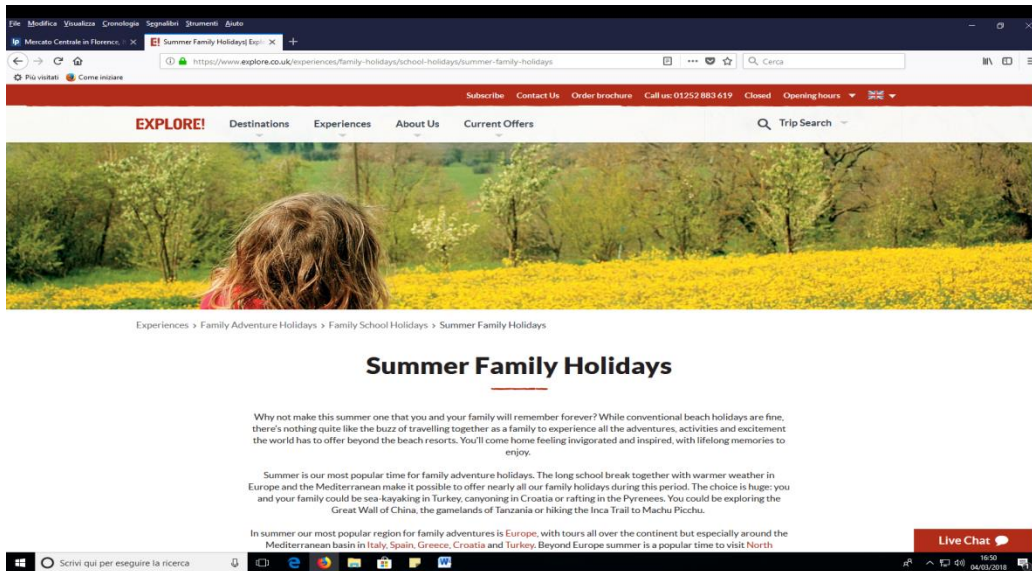 File Modifica Visualizza Cronologia Segnalibri Strumenti Aiuto
Mercato Centrale in Florence, Summer Family Holidays| Expl
https://www.explore.co.uk/experiences/family-holidays/school-holidays/summer-family-holidays Cerca
Più visitati Come iniziare
Subscribe Contact Us Order brochure Call us: 01252 883 619 Closed Opening hours
EXPLORE! Destinations Experiences About Us Current Offers Trip Search
Experiences > Family Adventure Holidays > Family School Holidays > Summer Family Holidays
Summer Family Holidays
Why not make this summer one that you and your family will remember forever? While conventional beach holidays are fine,
there's nothing quite like the buzz of travelling together as a family to experience all the adventures, activities and excitement
the world has to offer beyond the beach resorts. You'll come home feeling invigorated and inspired, with lifelong memories to
enjoy.
Summer is our most popular time for family adventure holidays. The long school break together with warmer weather in
Europe and the Mediterranean make it possible to offer nearly all our family holidays during this period. The choice is huge: you
and your family could be sea-kayaking in Turkey, canyoning in Croatia or rafting in the Pyrenees. You could be exploring the
Great Wall of China, the gamelands of Tanzania or hiking the Inca Trail to Machu Picchu.
In summer our most popular region for family adventures is Europe, with tours all over the continent but especially around the
Mediterranean basin in Italy, Spain, Greece, Croatia and Turkey. Beyond Europe summer is a popular time to visit North
Live Chat
Scrivi qui per eseguire la ricerca
16:50
04/03/2018